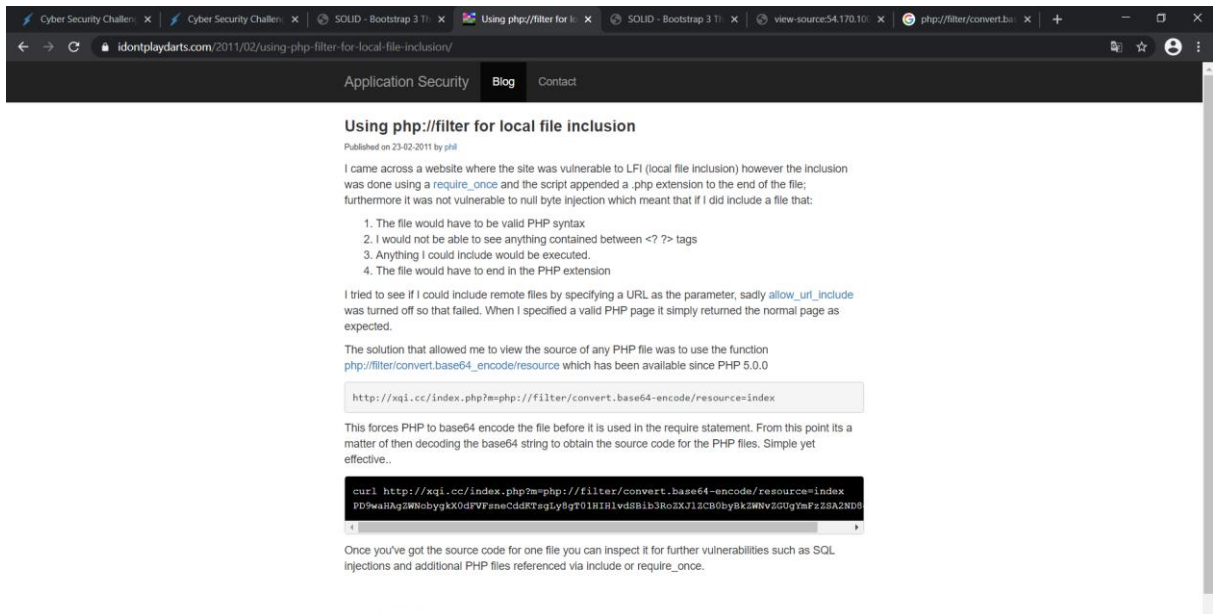 Cyber Security Challeng
Cyber Security Challeng
SOLID - Bootstrap 3 Th
Using php://filter for lo
SOLID - Bootstrap 3 Th
view-source:54.170.10
php://filter/convert.ba
idontplaydarts.com/2011/02/using-php-filter-for-local-file-inclusion/
Application Security Blog Contact
Using php://filter for local file inclusion
Published on 23-02-2011 by phil
I came across a website where the site was vulnerable to LFI (local file inclusion) however the inclusion
was done using a require_once and the script appended a .php extension to the end of the file;
furthermore it was not vulnerable to null byte injection which meant that if I did include a file that:
1. The file would have to be valid PHP syntax
2. I would not be able to see anything contained between <? ?> tags
3. Anything I could include would be executed.
4. The file would have to end in the PHP extension
I tried to see if I could include remote files by specifying a URL as the parameter, sadly allow_url_include
was turned off so that failed. When I specified a valid PHP page it simply returned the normal page as
expected.
The solution that allowed me to view the source of any PHP file was to use the function
php://filter/convert.base64_encode/resource which has been available since PHP 5.0.0
http://xqi.cc/index.php?m=php://filter/convert.base64-encode/resource=index
This forces PHP to base64 encode the file before it is used in the require statement. From this point its a
matter of then decoding the base64 string to obtain the source code for the PHP files. Simple yet
effective..
curl http://xqi.cc/index.php?m=php://filter/convert.base64-encode/resource=index
PD9waHAgZWNobygkX0dFVFsneCddKTsgLy8gT01HIHlvdSBib3RoZXJlZCB0byBkZWNvZGUgYmFzZSA2ND8
Once you've got the source code for one file you can inspect it for further vulnerabilities such as SQL
injections and additional PHP files referenced via include or require_once.